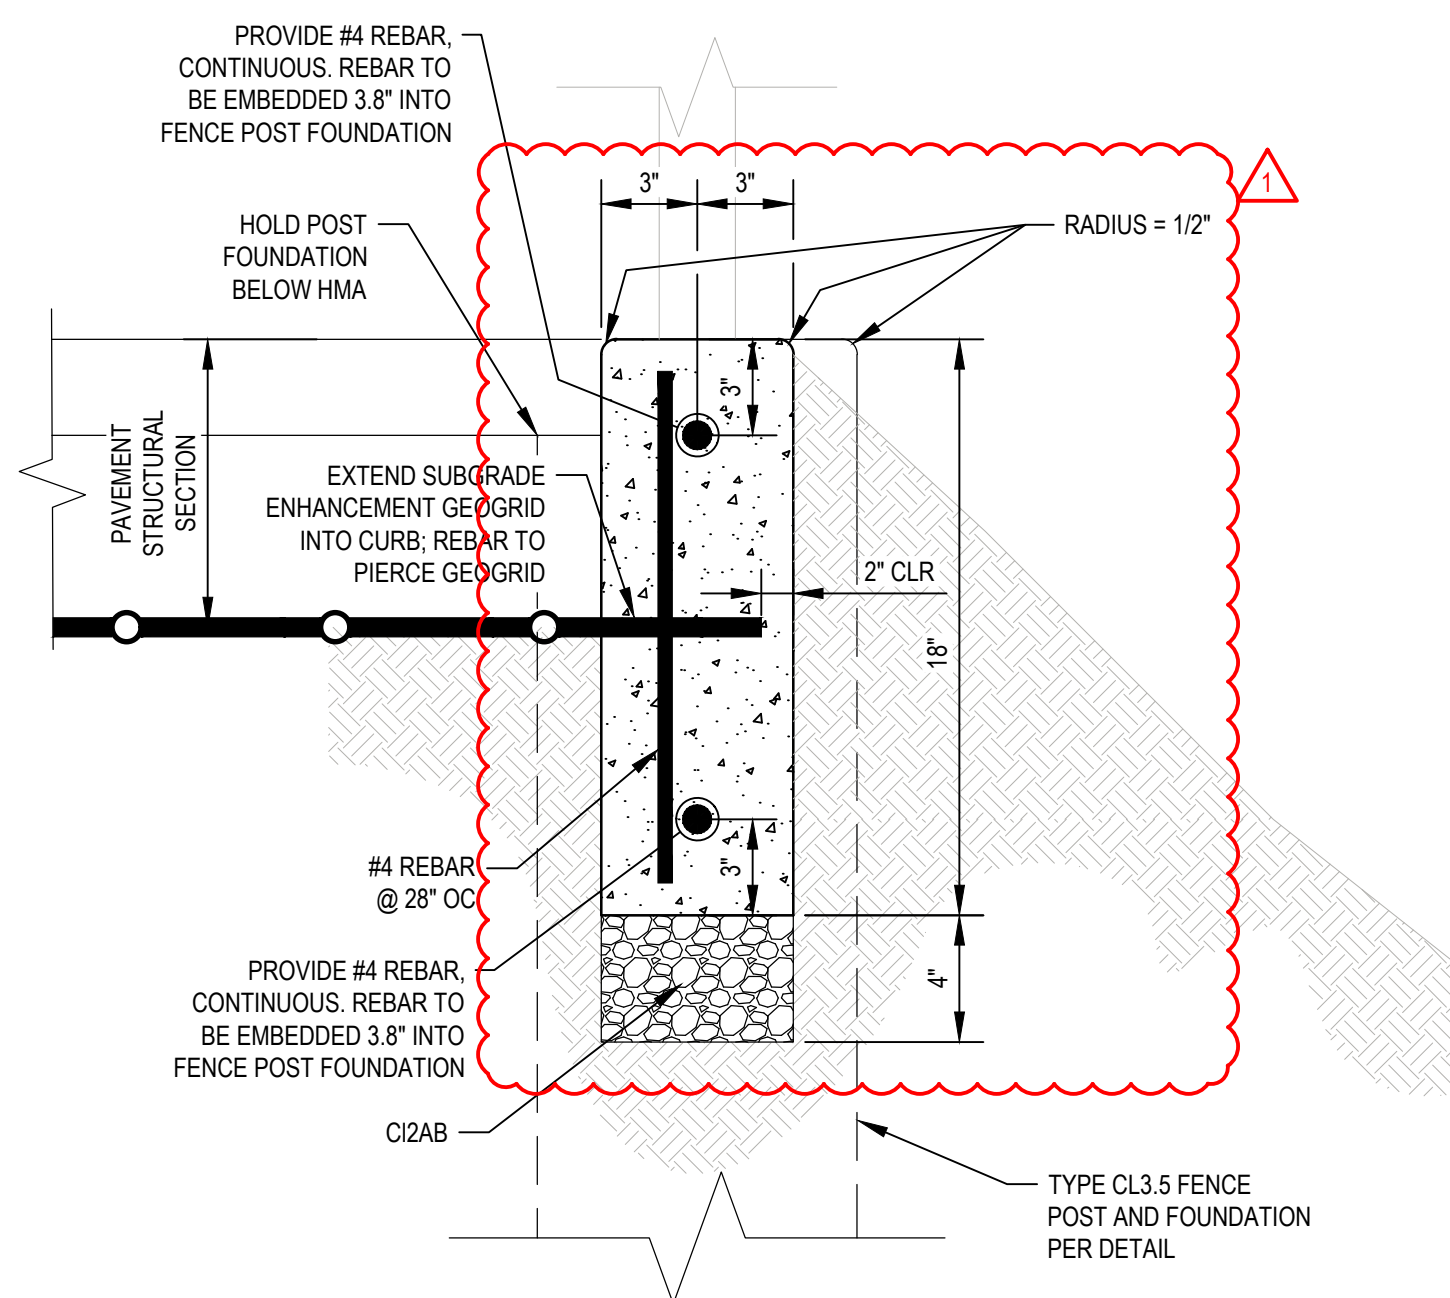 PROVIDE #4 REBAR,
CONTINUOUS. REBAR TO
BE EMBEDDED 3.8" INTO
FENCE POST FOUNDATION
3"
3"
1
HOLD POST
FOUNDATION
BELOW HMA
RADIUS = 1/2"
3"
PAVEMENT
STRUCTURAL
SECTION
EXTEND SUBGRADE
ENHANCEMENT GEOGRID
INTO CURB; REBAR TO
PIERCE GEOGRID
2" CLR
18"
#4 REBAR
@ 28" OC
3"
PROVIDE #4 REBAR,
CONTINUOUS. REBAR TO
BE EMBEDDED 3.8" INTO
FENCE POST FOUNDATION
4"
Cl2AB
TYPE CL3.5 FENCE
POST AND FOUNDATION
PER DETAIL